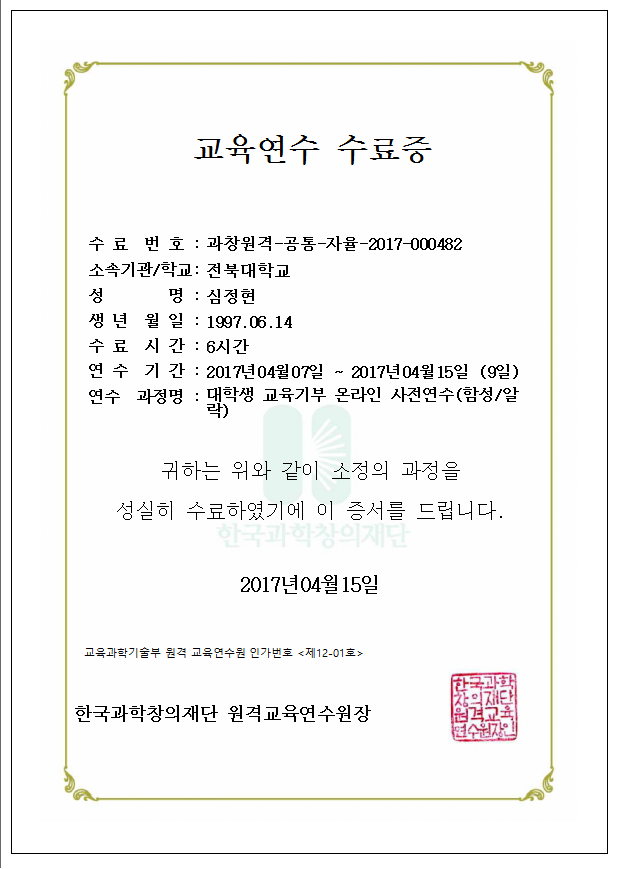 교육연수 수료증
수 료 번 호 : 과창원격-공통-자율-2017-000482
소속기관/학교: 전북대학교
성 명 : 심정현
생 년 월 일 : 1997.06.14
수 료 시 간 : 6시간
연 수 기 간 : 2017년04월07일 ~ 2017년04월15일 (9일)
연수 과정명 : 대학생 교육기부 온라인 사전연수(함성/알
락)
귀하는 위와 같이 소정의 과정을
성실히 수료하였기에 이 증서를 드립니다.
한국과학창의재단
2017년04월15일
교육과학기술부 원격 교육연수원 인가번호 <제12-01호>
한국과학창의재단 원격교육연수원장
한국과학
창의재단
원격교육
연수원장인